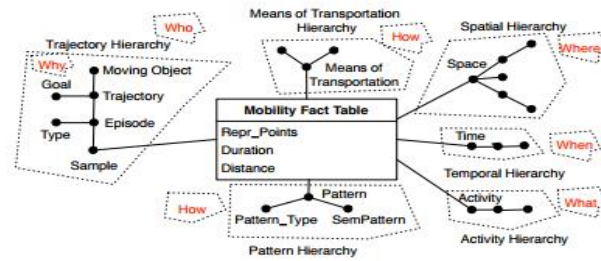 Who
Trajectory Hierarchy
Why
Moving Object
Goal
Trajectory
Type
Episode
Sample
Means of Transportation
Hierarchy
How
Means of
Transportation
Spatial Hierarchy
Where
Space
Mobility Fact Table
Repr_Points
Duration
Distance
Time
When
Temporal Hierarchy
Activity
What
Activity Hierarchy
How
Pattern
Pattern_Type
SemPattern
Pattern Hierarchy